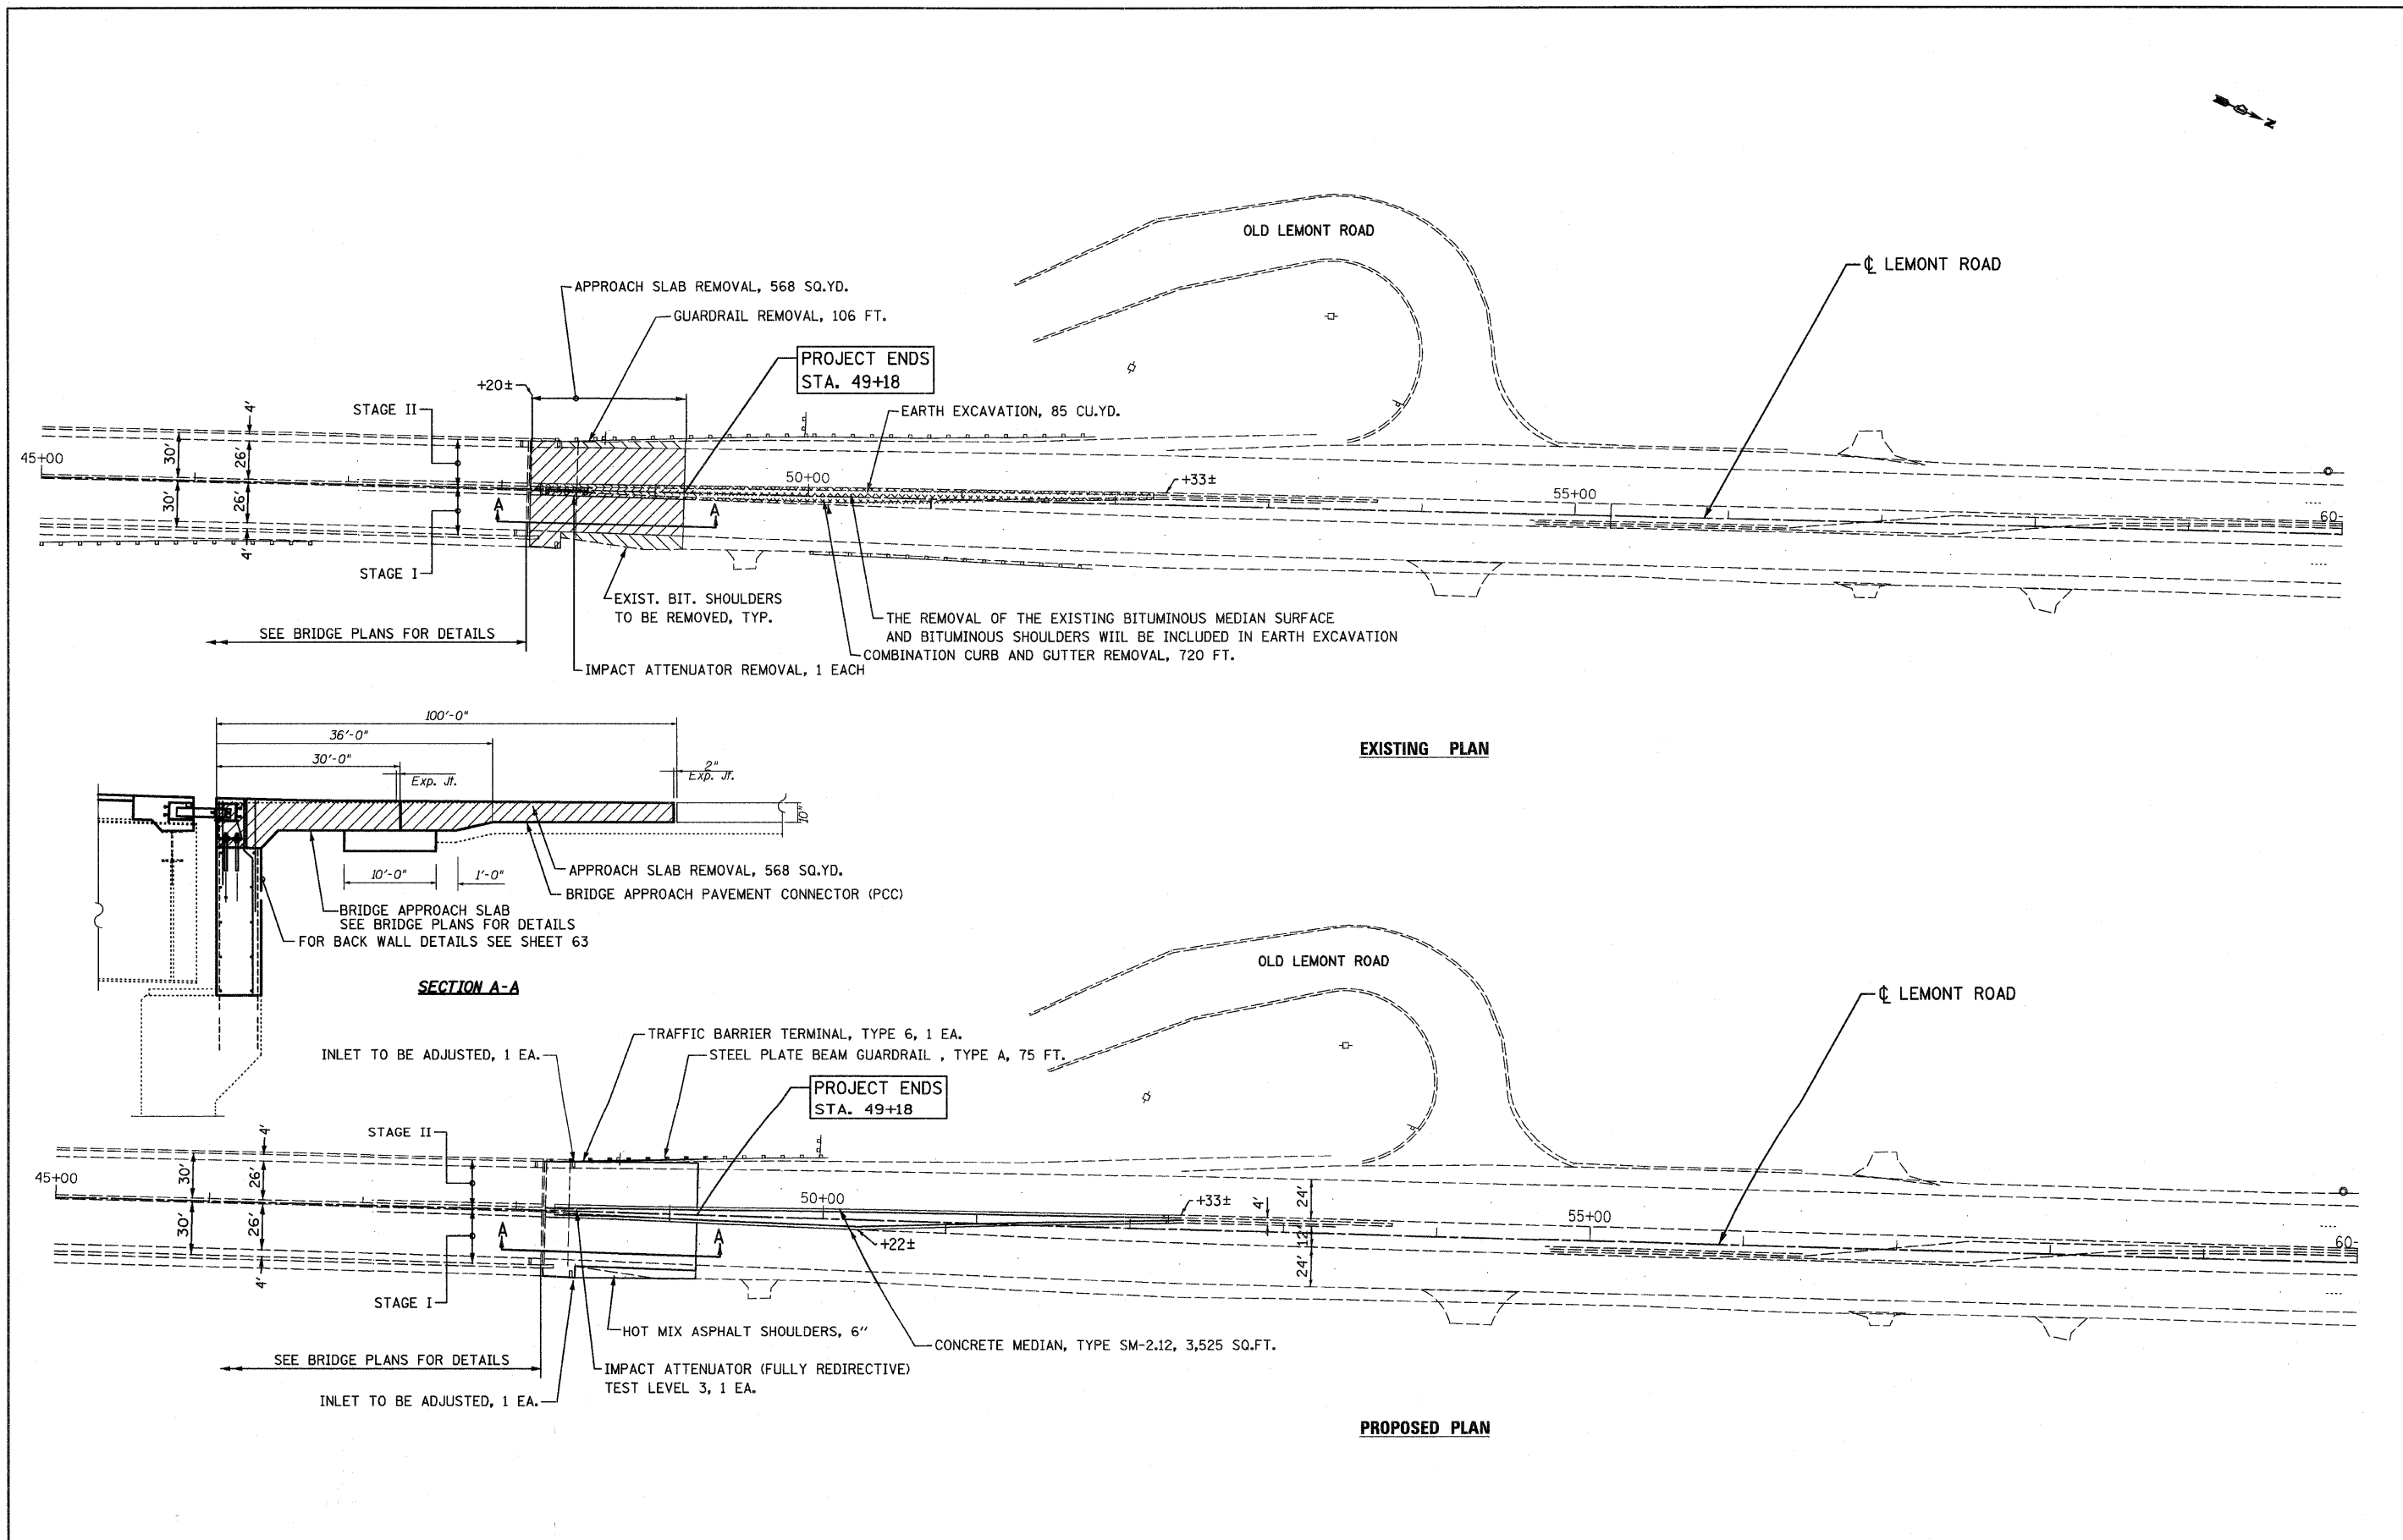 N
OLD LEMONT ROAD
℄ LEMONT ROAD
APPROACH SLAB REMOVAL, 568 SQ.YD.
GUARDRAIL REMOVAL, 106 FT.
PROJECT ENDS
STA. 49+18
+20±
EARTH EXCAVATION, 85 CU.YD.
STAGE II
4'
30'
26'
45+00
50+00
+33±
55+00
60-
30'
26'
A
A
4'
STAGE I
EXIST. BIT. SHOULDERS
TO BE REMOVED, TYP.
THE REMOVAL OF THE EXISTING BITUMINOUS MEDIAN SURFACE
AND BITUMINOUS SHOULDERS WIIL BE INCLUDED IN EARTH EXCAVATION
SEE BRIDGE PLANS FOR DETAILS
COMBINATION CURB AND GUTTER REMOVAL, 720 FT.
IMPACT ATTENUATOR REMOVAL, 1 EACH
EXISTING PLAN
100'-0"
36'-0"
30'-0"
Exp. Jt.
2"
Exp. Jt.
10"
APPROACH SLAB REMOVAL, 568 SQ.YD.
10'-0"
1'-0"
BRIDGE APPROACH PAVEMENT CONNECTOR (PCC)
BRIDGE APPROACH SLAB
SEE BRIDGE PLANS FOR DETAILS
FOR BACK WALL DETAILS SEE SHEET 63
SECTION A-A
OLD LEMONT ROAD
℄ LEMONT ROAD
TRAFFIC BARRIER TERMINAL, TYPE 6, 1 EA.
INLET TO BE ADJUSTED, 1 EA.
STEEL PLATE BEAM GUARDRAIL , TYPE A, 75 FT.
PROJECT ENDS
STA. 49+18
STAGE II
4'
30'
26'
45+00
50+00
+33±
4'
24'
55+00
12'
60-
30'
26'
A
A
+22±
24'
4'
STAGE I
HOT MIX ASPHALT SHOULDERS, 6"
CONCRETE MEDIAN, TYPE SM-2.12, 3,525 SQ.FT.
SEE BRIDGE PLANS FOR DETAILS
IMPACT ATTENUATOR (FULLY REDIRECTIVE)
TEST LEVEL 3, 1 EA.
INLET TO BE ADJUSTED, 1 EA.
PROPOSED PLAN